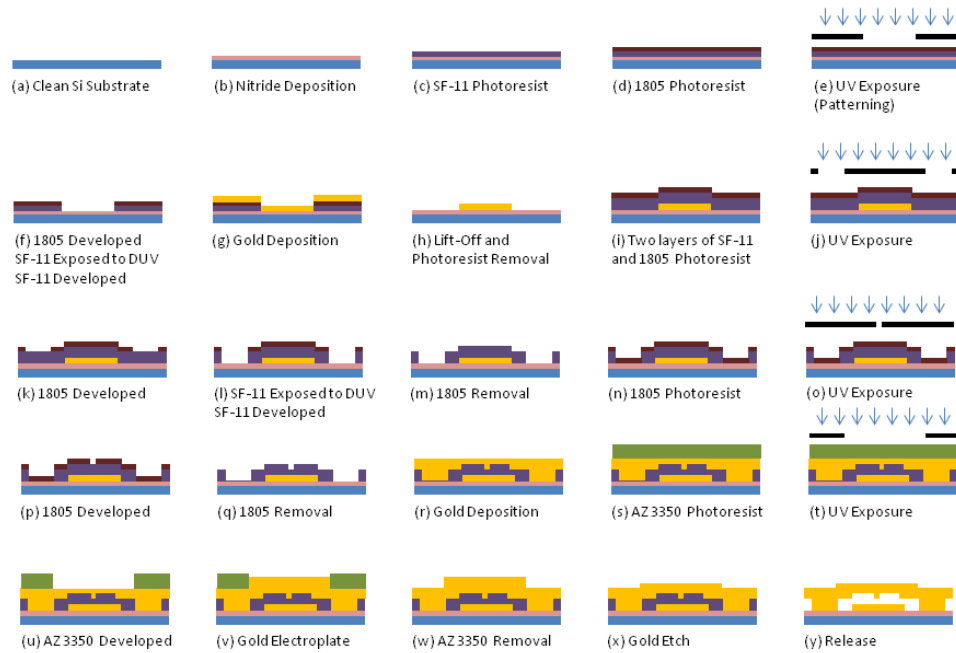 (a) Clean Si Substrate
(b) Nitride Deposition
(c) SF-11 Photoresist
(d) 1805 Photoresist
(e) UV Exposure
(Patterning)
(f) 1805 Developed
SF-11 Exposed to DUV
SF-11 Developed
(g) Gold Deposition
(h) Lift-Off and
Photoresist Removal
(i) Two layers of SF-11
and 1805 Photoresist
(j) UV Exposure
(k) 1805 Developed
(l) SF-11 Exposed to DUV
SF-11 Developed
(m) 1805 Removal
(n) 1805 Photoresist
(o) UV Exposure
(p) 1805 Developed
(q) 1805 Removal
(r) Gold Deposition
(s) AZ 3350 Photoresist
(t) UV Exposure
(u) AZ 3350 Developed
(v) Gold Electroplate
(w) AZ 3350 Removal
(x) Gold Etch
(y) Release